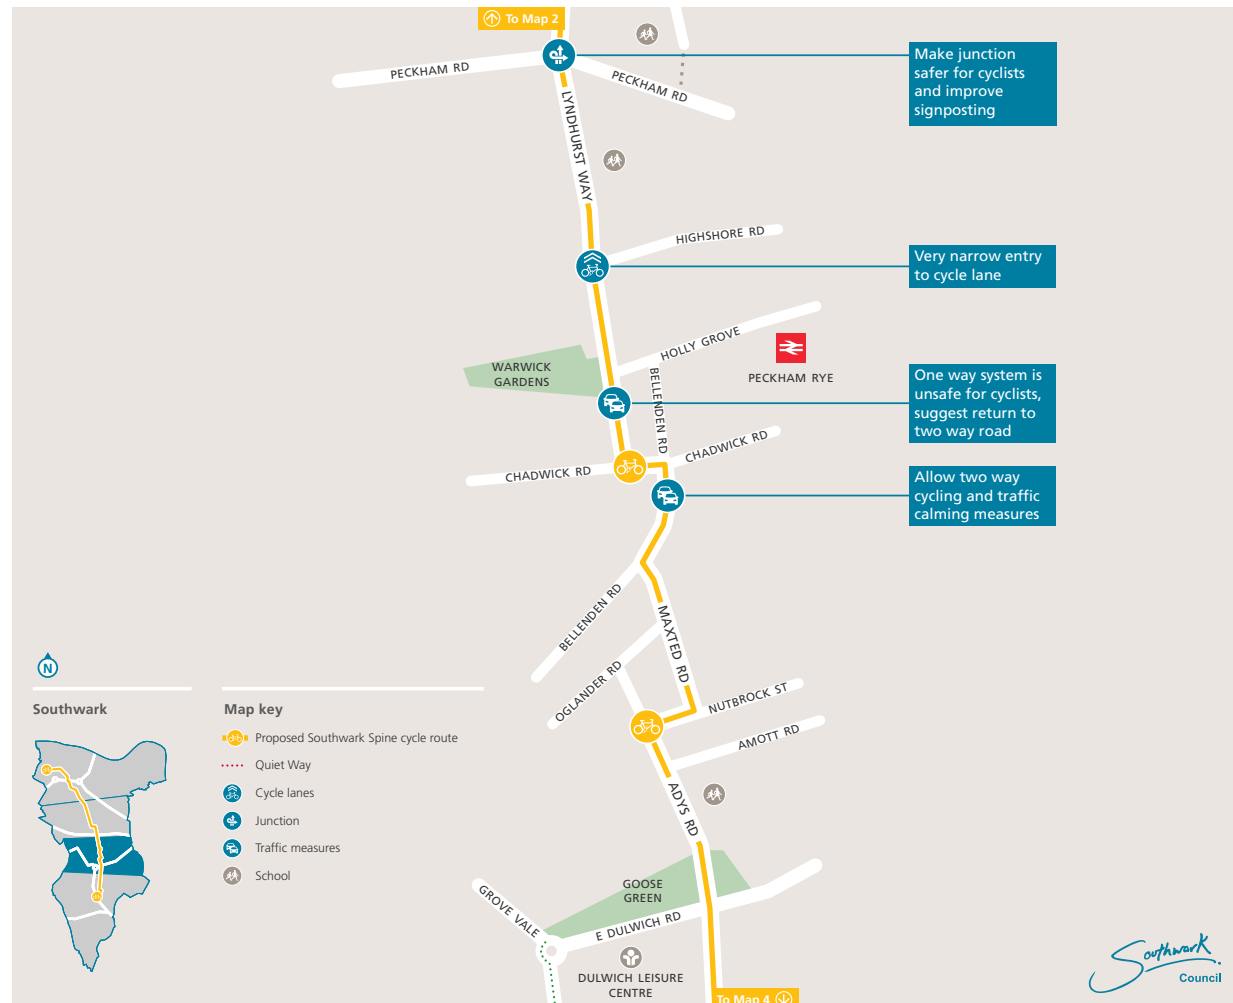 To Map 2
PECKHAM RD
PECKHAM RD
Make junction
safer for cyclists
and improve
signposting
LYNDHURST WAY
HIGHSHORE RD
Very narrow entry
to cycle lane
HOLLY GROVE
WARWICK
GARDENS
BELLENDEN RD
PECKHAM RYE
One way system is
unsafe for cyclists,
suggest return to
two way road
CHADWICK RD
CHADWICK RD
Allow two way
cycling and traffic
calming measures
BELLENDEN RD
MAXTED RD
OGLANDER RD
NUTBROCK ST
AMOTT RD
ADYS RD
N
Southwark
Map key
Proposed Southwark Spine cycle route
Quiet Way
Cycle lanes
Junction
Traffic measures
School
GOOSE
GREEN
GROVE VALE
E DULWICH RD
DULWICH LEISURE
CENTRE
To Map 4
Southwark
Council